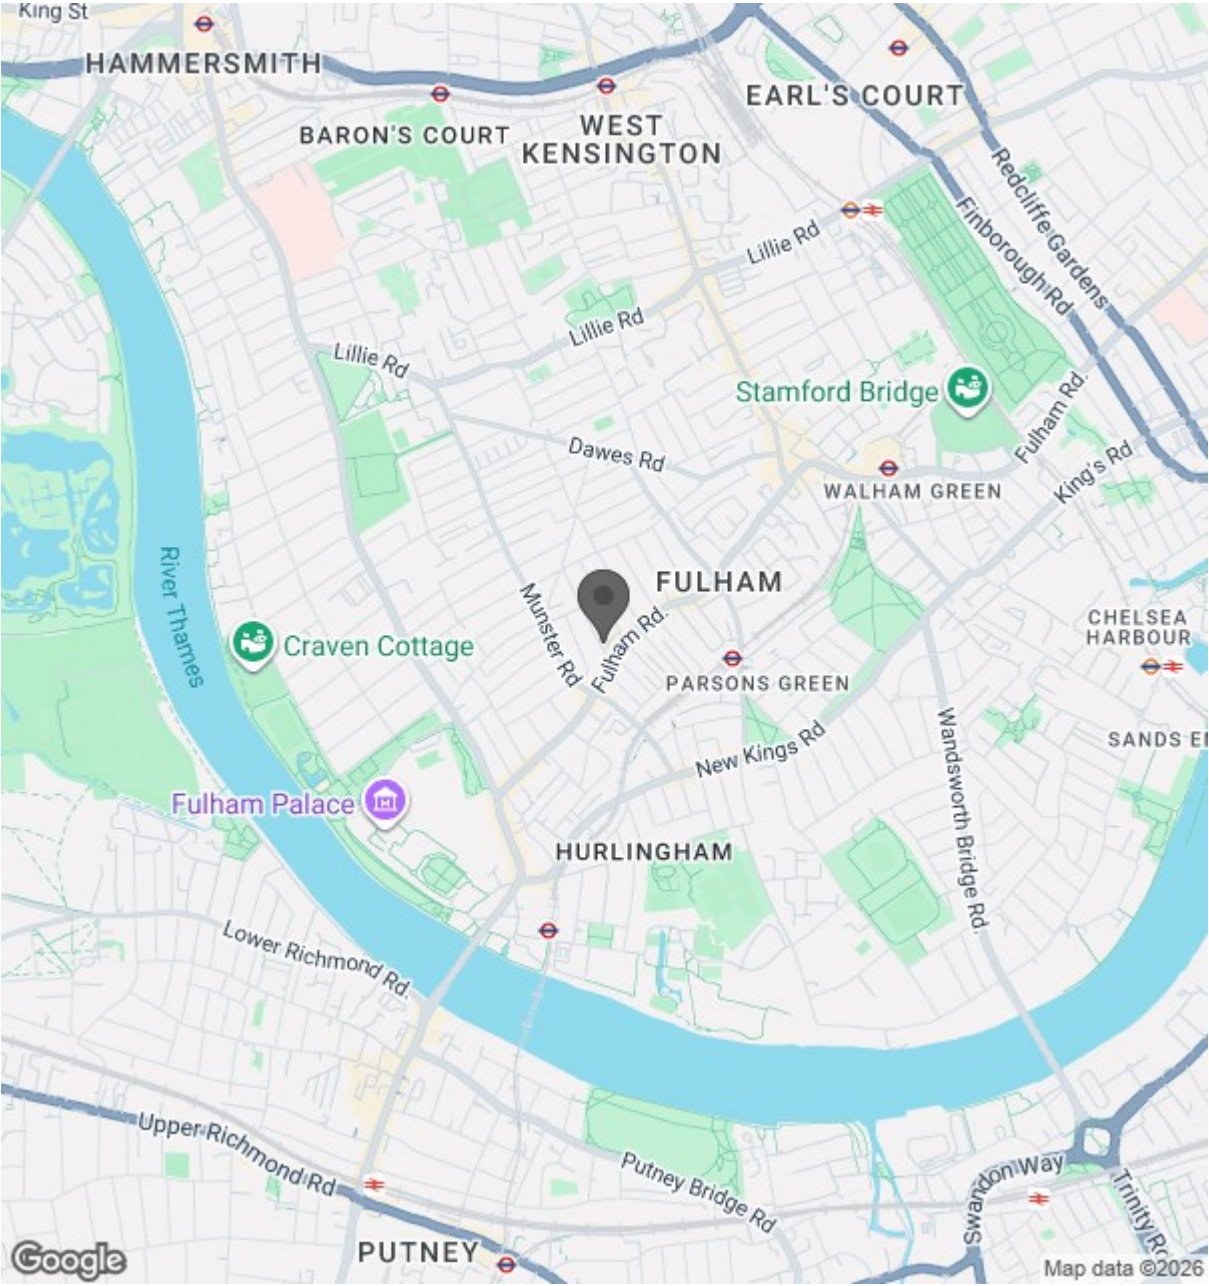 King St
HAMMERSMITH
EARL'S COURT
BARON'S COURT
WEST
KENSINGTON
Redcliffe Gardens
Finborough Rd
Lillie Rd
Lillie Rd
Lillie Rd
Stamford Bridge
Fulham Rd.
Dawes Rd
King's Rd
WALHAM GREEN
River Thames
FULHAM
Munster Rd
Fulham Rd.
CHELSEA
HARBOUR
Craven Cottage
PARSONS GREEN
Wandsworth Bridge Rd.
New Kings Rd
SANDS E
Fulham Palace
HURLINGHAM
Lower Richmond Rd.
Upper Richmond Rd
Putney Bridge Rd
Swandon Way
Trinity Rd
PUTNEY
Google
Map data ©2026